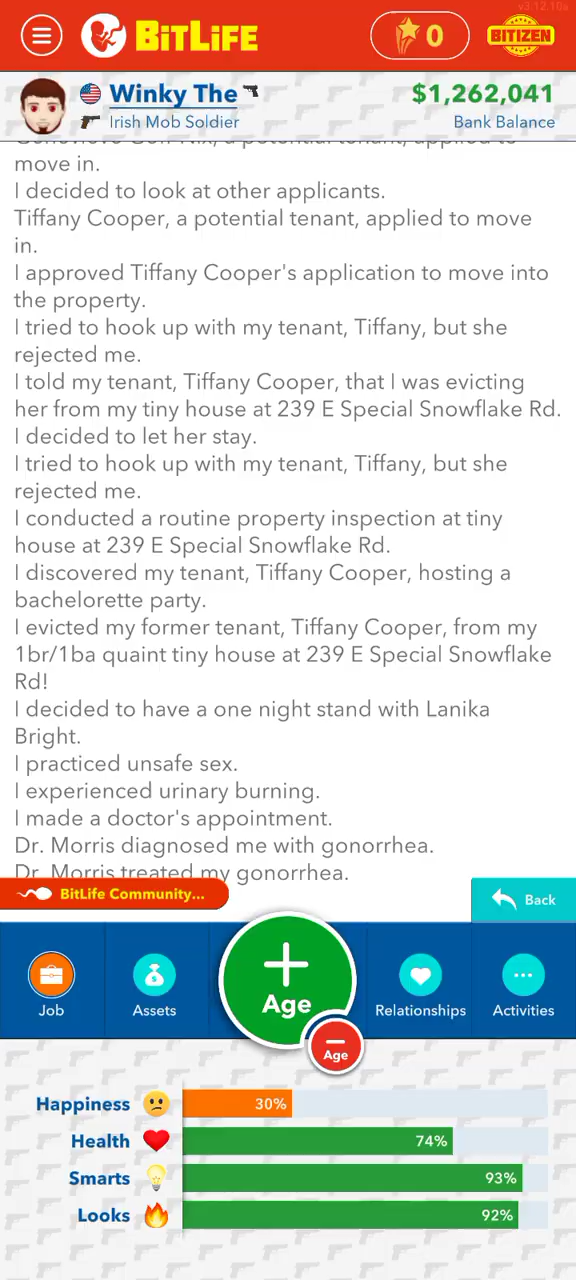 v3.12.10s
BITLIFE
0
BITIZEN
Winky The
$1,262,041
Irish Mob Soldier
Bank Balance
a potential tenant, applied to
move in.
I decided to look at other applicants.
Tiffany Cooper, a potential tenant, applied to move
in.
I approved Tiffany Cooper's application to move into
the property.
I tried to hook up with my tenant, Tiffany, but she
rejected me.
I told my tenant, Tiffany Cooper, that I was evicting
her from my tiny house at 239 E Special Snowflake Rd.
I decided to let her stay.
I tried to hook up with my tenant, Tiffany, but she
rejected me.
I conducted a routine property inspection at tiny
house at 239 E Special Snowflake Rd.
I discovered my tenant, Tiffany Cooper, hosting a
bachelorette party.
I evicted my former tenant, Tiffany Cooper, from my
1br/1ba quaint tiny house at 239 E Special Snowflake
Rd!
I decided to have a one night stand with Lanika
Bright.
I practiced unsafe sex.
I experienced urinary burning.
I made a doctor's appointment.
Dr. Morris diagnosed me with gonorrhea.
Dr. Morris treated my gonorrhea.
BitLife Community...
Back
Age
Job
Assets
Relationships
Activities
Age
Happiness
30%
Health
74%
Smarts
93%
Looks
92%